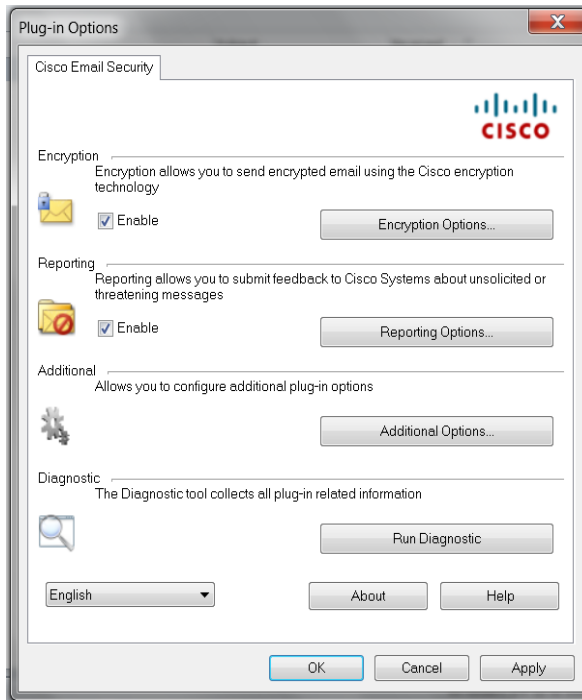 Plug-in Options
Cisco Email Security
CISCO
Encryption
Encryption allows you to send encrypted email using the Cisco encryption
technology
Enable
Encryption Options...
Reporting
Reporting allows you to submit feedback to Cisco Systems about unsolicited or
threatening messages
Enable
Reporting Options...
Additional
Allows you to configure additional plug-in options
Additional Options...
Diagnostic
The Diagnostic tool collects all plug-in related information
Run Diagnostic
English
About
Help
OK
Cancel
Apply